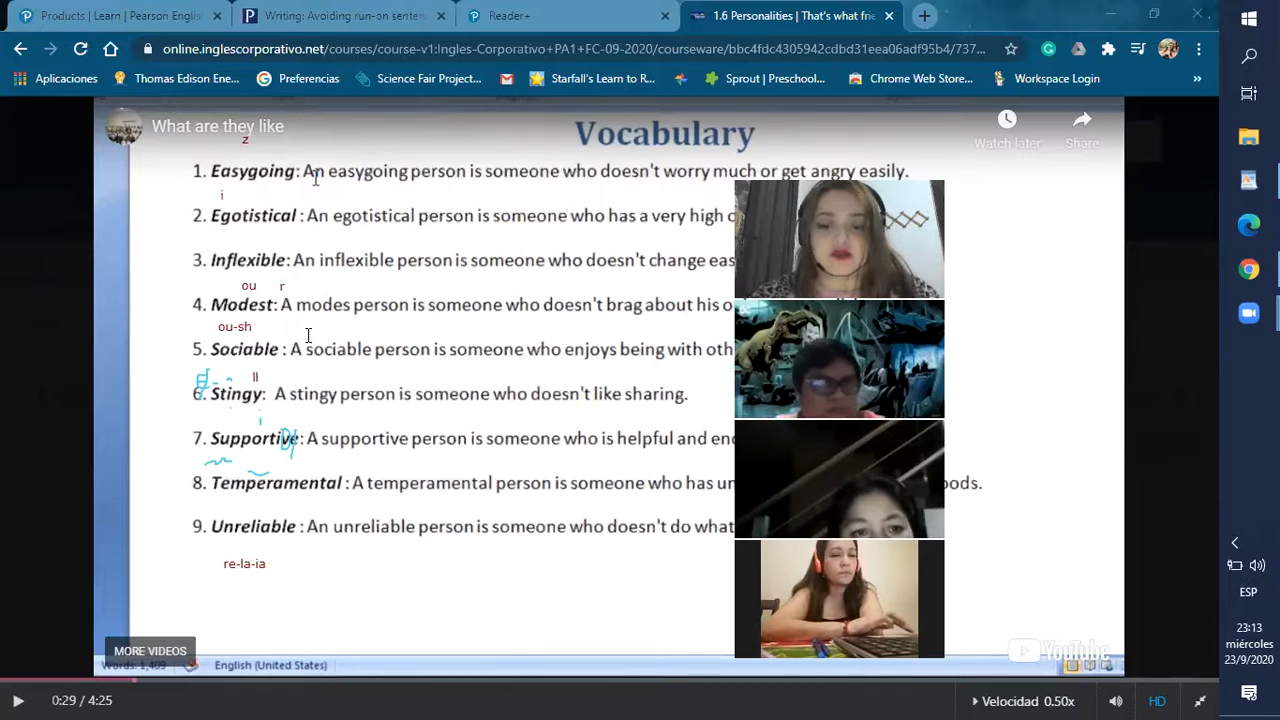 Products | Learn | Pearson Englis
Writing: Avoiding run-on senten
Reader+
1.6 Personalities | That's what frie
online.inglescorporativo.net/courses/course-v1:Ingles-Corporativo+PA1+FC-09-2020/courseware/bbc4fdc4305942cdbd31eea06adf95b4/737...
Aplicaciones
Thomas Edison Ene...
Preferencias
Science Fair Project...
Starfall's Learn to R...
Sprout | Preschool...
Chrome Web Store...
Workspace Login
What are they like
Watch later
Share
Vocabulary
z
1. Easygoing: An easygoing person is someone who doesn't worry much or get angry easily.
i
2. Egotistical : An egotistical person is someone who has a very high
3. Inflexible: An inflexible person is someone who doesn't change
ou r
4. Modest: A modes person is someone who doesn't brag about his
ou-sh
5. Sociable : A sociable person is someone who enjoys being with
ll
6. Stingy: A stingy person is someone who doesn't like sharing.
i
7. Supportive: A supportive person is someone who is helpful and
8. Temperamental : A temperamental person is someone who has
9. Unreliable : An unreliable person is someone who doesn't do what
re-la-ia
MORE VIDEOS
YouTube
Words: 1,409
English (United States)
0:29 / 4:25
Velocidad 0.50x
HD
ESP
23:13
miércoles
23/9/2020